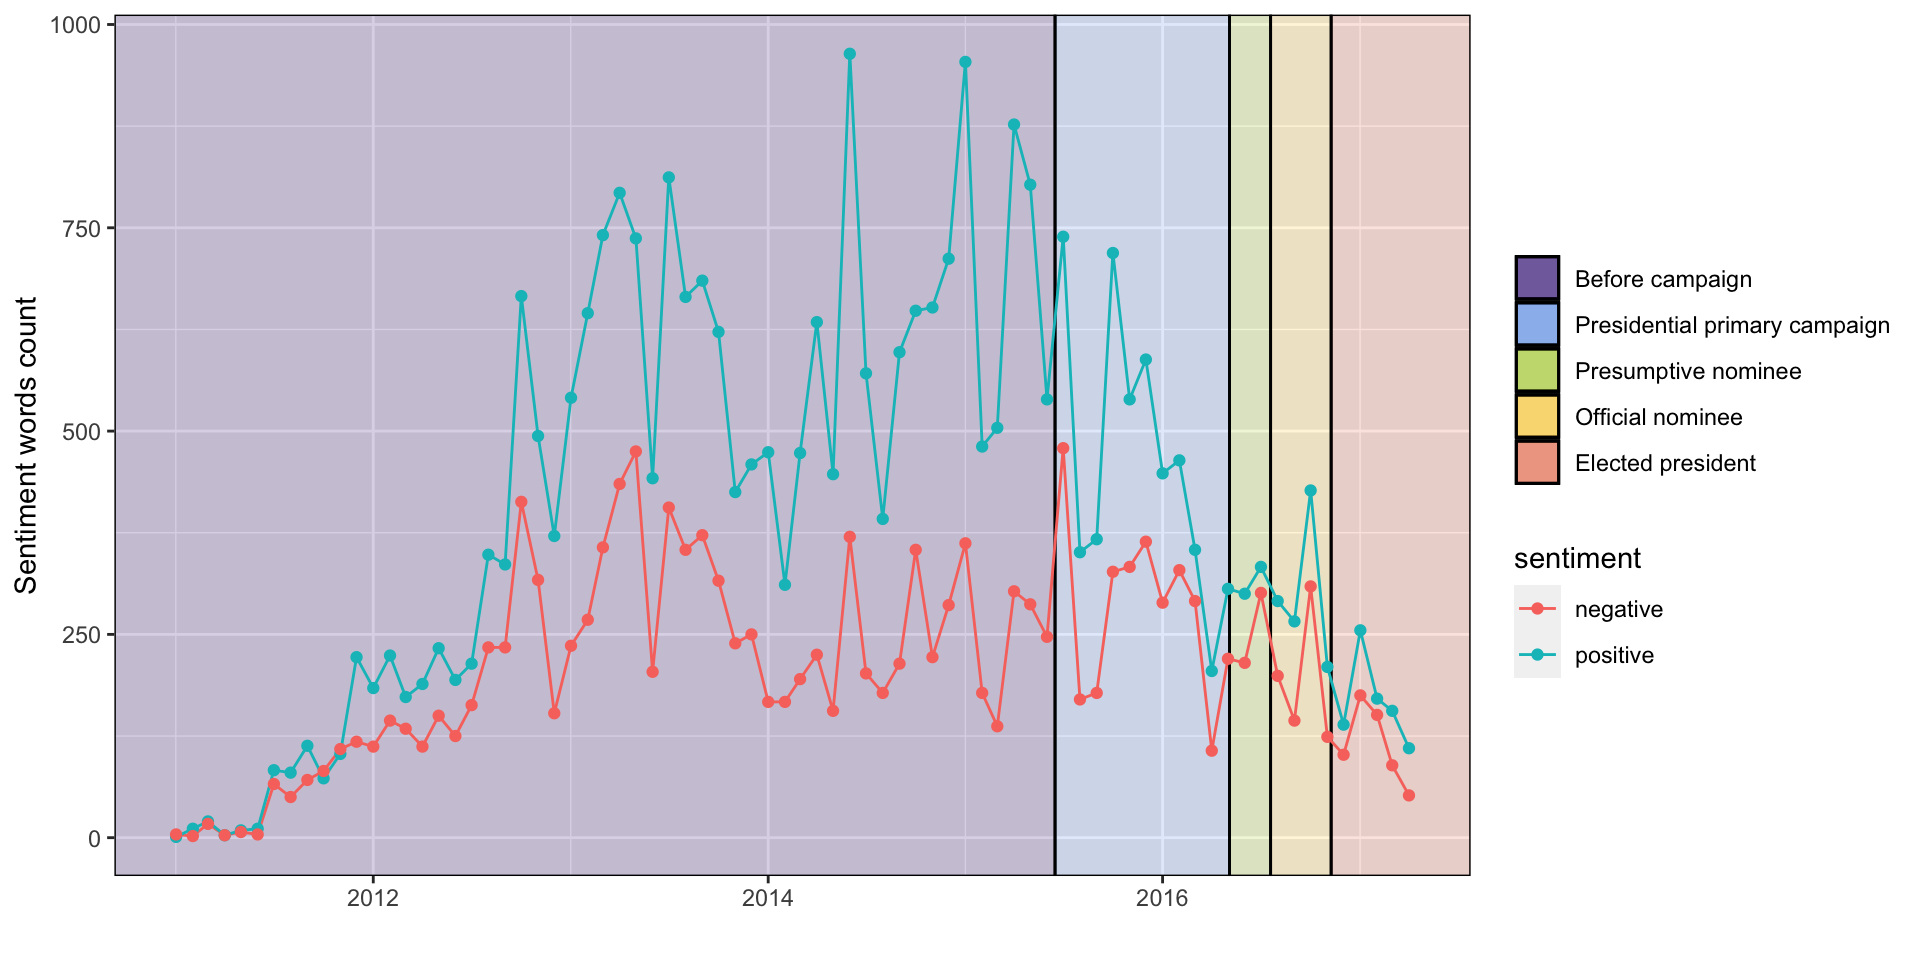 Sentiment words count
1000
750
500
250
0
2012
2014
2016
Before campaign
Presidential primary campaign
Presumptive nominee
Official nominee
Elected president
sentiment
negative
positive